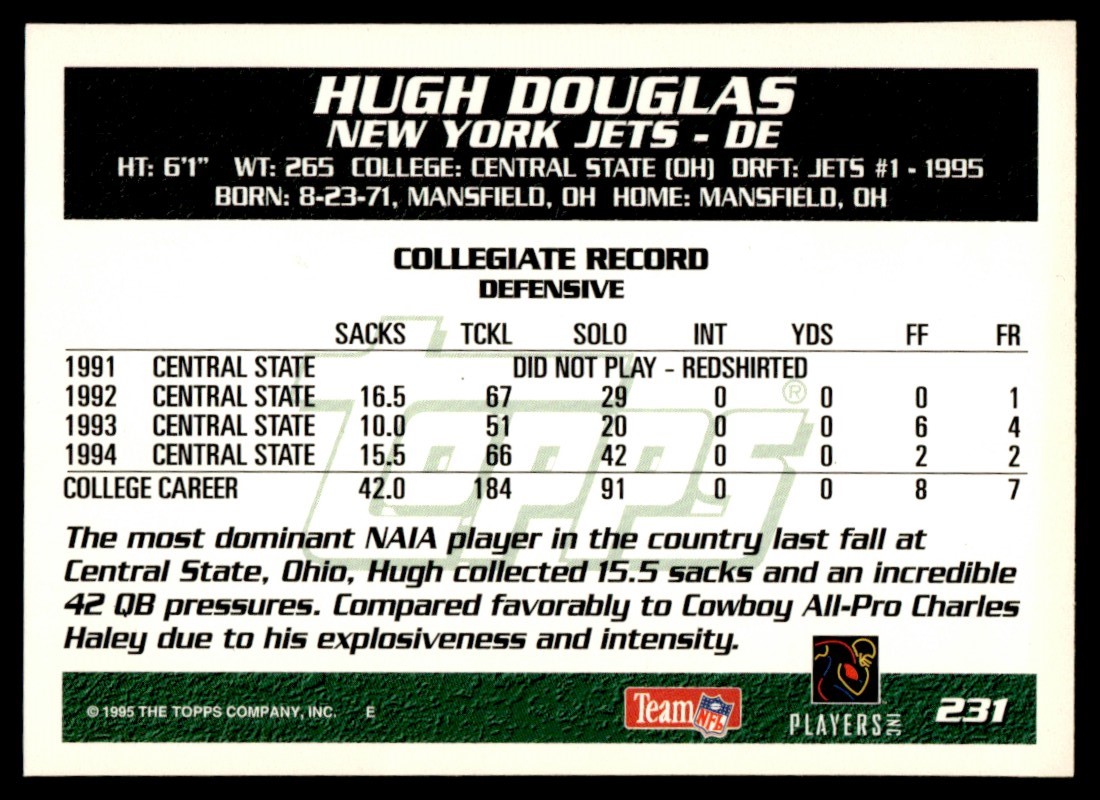 HUGH DOUGLAS
NEW YORK JETS - DE
HT: 6'1" WT: 265 COLLEGE: CENTRAL STATE (OH) DRFT: JETS #1 - 1995
BORN: 8-23-71, MANSFIELD, OH HOME: MANSFIELD, OH
COLLEGIATE RECORD
DEFENSIVE
SACKS TCKL SOLO INT YDS FF FR
1991 CENTRAL STATE DID NOT PLAY - REDSHIRTED
1992 CENTRAL STATE 16.5 67 29 0 0 0 1
1993 CENTRAL STATE 10.0 51 20 0 0 6 4
1994 CENTRAL STATE 15.5 66 42 0 0 2 2
COLLEGE CAREER 42.0 184 91 0 0 8 7
topps®
The most dominant NAIA player in the country last fall at
Central State, Ohio, Hugh collected 15.5 sacks and an incredible
42 QB pressures. Compared favorably to Cowboy All-Pro Charles
Haley due to his explosiveness and intensity.
© 1995 THE TOPPS COMPANY, INC. E
Team NFL
PLAYERS INC
231